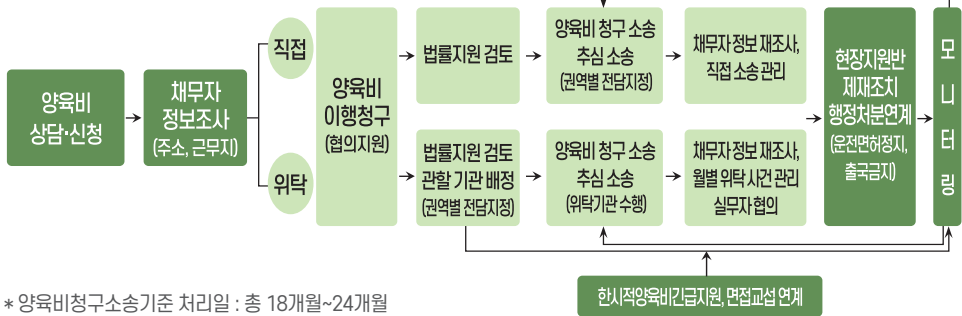 양육비
상담·신청
채무자
정보조사
(주소, 근무지)
직접
위탁
양육비
이행청구
(협의지원)
법률지원 검토
양육비 청구 소송
추심 소송
(권역별 전담지정)
채무자 정보 재조사,
직접 소송 관리
법률지원 검토
관할 기관 배정
(권역별 전담지정)
양육비 청구 소송
추심 소송
(위탁기관 수행)
채무자 정보 재조사,
월별 위탁 사건 관리
실무자 협의
현장지원반
제재조치
행정처분연계
(운전면허정지,
출국금지)
모
니
터
링
한시적양육비긴급지원, 면접교섭 연계
* 양육비청구소송기준 처리일 : 총 18개월~24개월